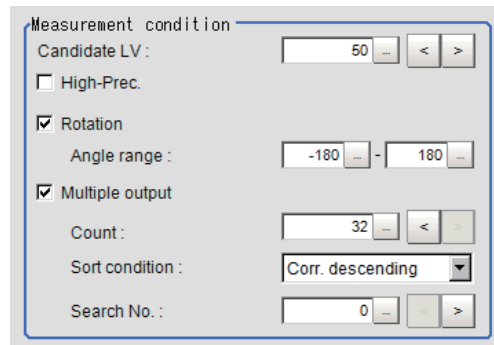 Measurement condition
Candidate LV : 50 ... < >
High-Prec.
Rotation
Angle range : -180 ... - 180 ...
Multiple output
Count : 32 ... < >
Sort condition : Corr. descending
Search No. : 0 ... < >